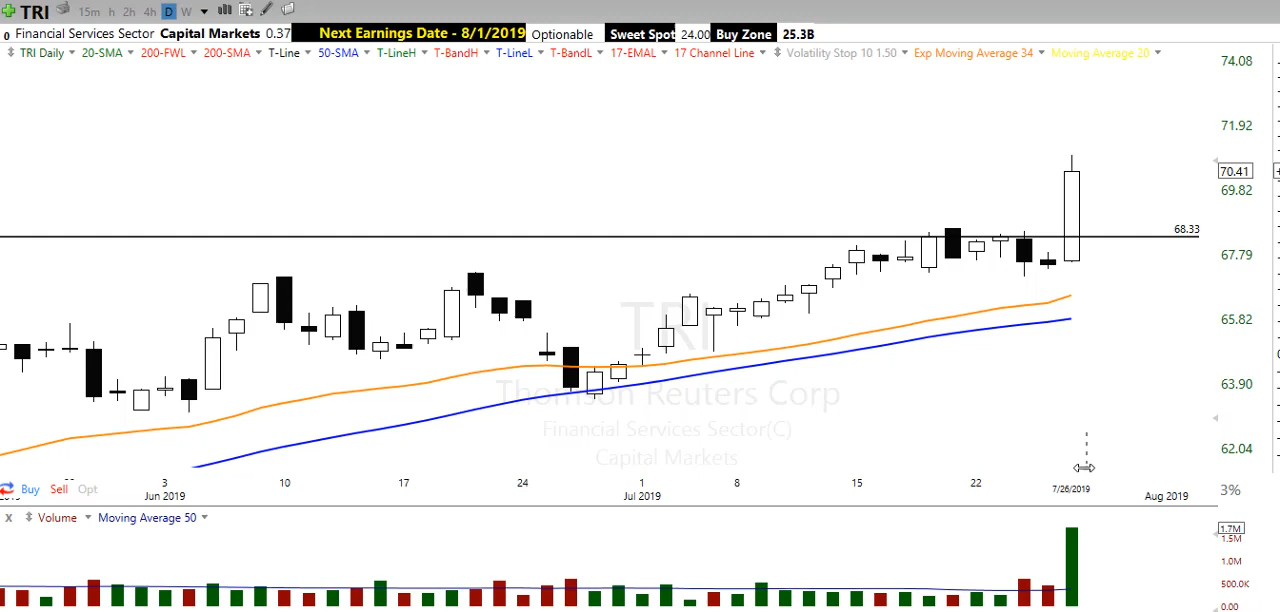 TRI 15m h 2h 4h D W
0 Financial Services Sector Capital Markets 0.37 Next Earnings Date - 8/1/2019 Optionable Sweet Spot 24.00 Buy Zone 25.3B
TRI Daily 20-SMA 200-FWL 200-SMA T-Line 50-SMA T-LineH T-BandH T-LineL T-BandL 17-EMAL 17 Channel Line Volatility Stop 10 1.50 Exp Moving Average 34 Moving Average 20
74.08
71.92
70.41
69.82
68.33
67.79
65.82
63.90
62.04
TRI
Thomson Reuters Corp
Financial Services Sector(C)
Capital Markets
3 10 17 24 1 8 15 22
Buy Sell Opt 7/26/2019 3%
Jun 2019 Jul 2019 Aug 2019
X Volume Moving Average 50
1.7M
1.5M
1.0M
500.0K
0.00